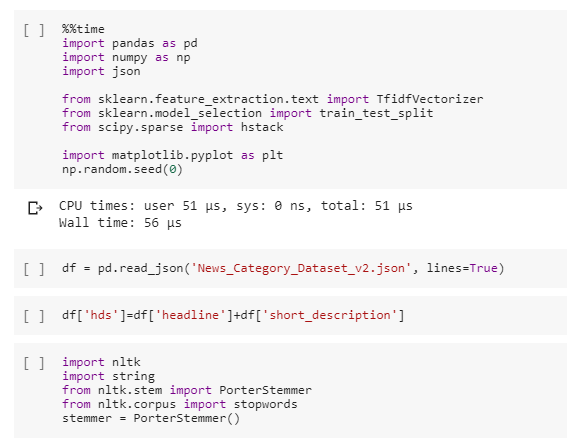 [ ] %%time
import pandas as pd
import numpy as np
import json
from sklearn.feature_extraction.text import TfidfVectorizer
from sklearn.model_selection import train_test_split
from scipy.sparse import hstack
import matplotlib.pyplot as plt
np.random.seed(0)
CPU times: user 51 µs, sys: 0 ns, total: 51 µs
Wall time: 56 µs
[ ] df = pd.read_json('News_Category_Dataset_v2.json', lines=True)
[ ] df['hds']=df['headline']+df['short_description']
[ ] import nltk
import string
from nltk.stem import PorterStemmer
from nltk.corpus import stopwords
stemmer = PorterStemmer()